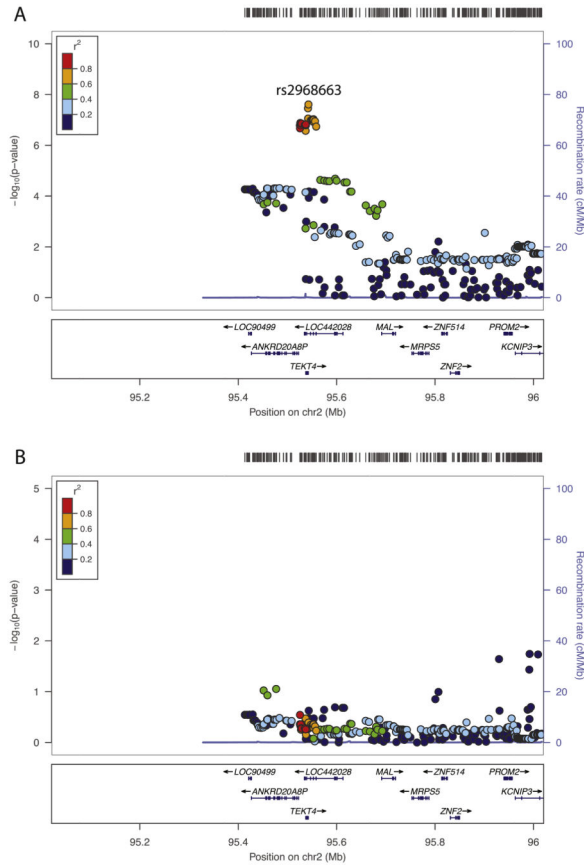 A
10
8
6
4
2
0
− log10(p−value)
r²
0.8
0.6
0.4
0.2
rs2968663
100
80
60
40
20
0
Recombination rate (cM/Mb)
LOC90499
LOC442028
MAL
ZNF514
PROM2
ANKRD20A8P
MRPS5
KCNIP3
TEKT4
ZNF2
95.2 95.4 95.6 95.8 96
Position on chr2 (Mb)
B
5
4
3
2
1
0
− log10(p−value)
r²
0.8
0.6
0.4
0.2
100
80
60
40
20
0
Recombination rate (cM/Mb)
LOC90499
LOC442028
MAL
ZNF514
PROM2
ANKRD20A8P
MRPS5
KCNIP3
TEKT4
ZNF2
95.2 95.4 95.6 95.8 96
Position on chr2 (Mb)